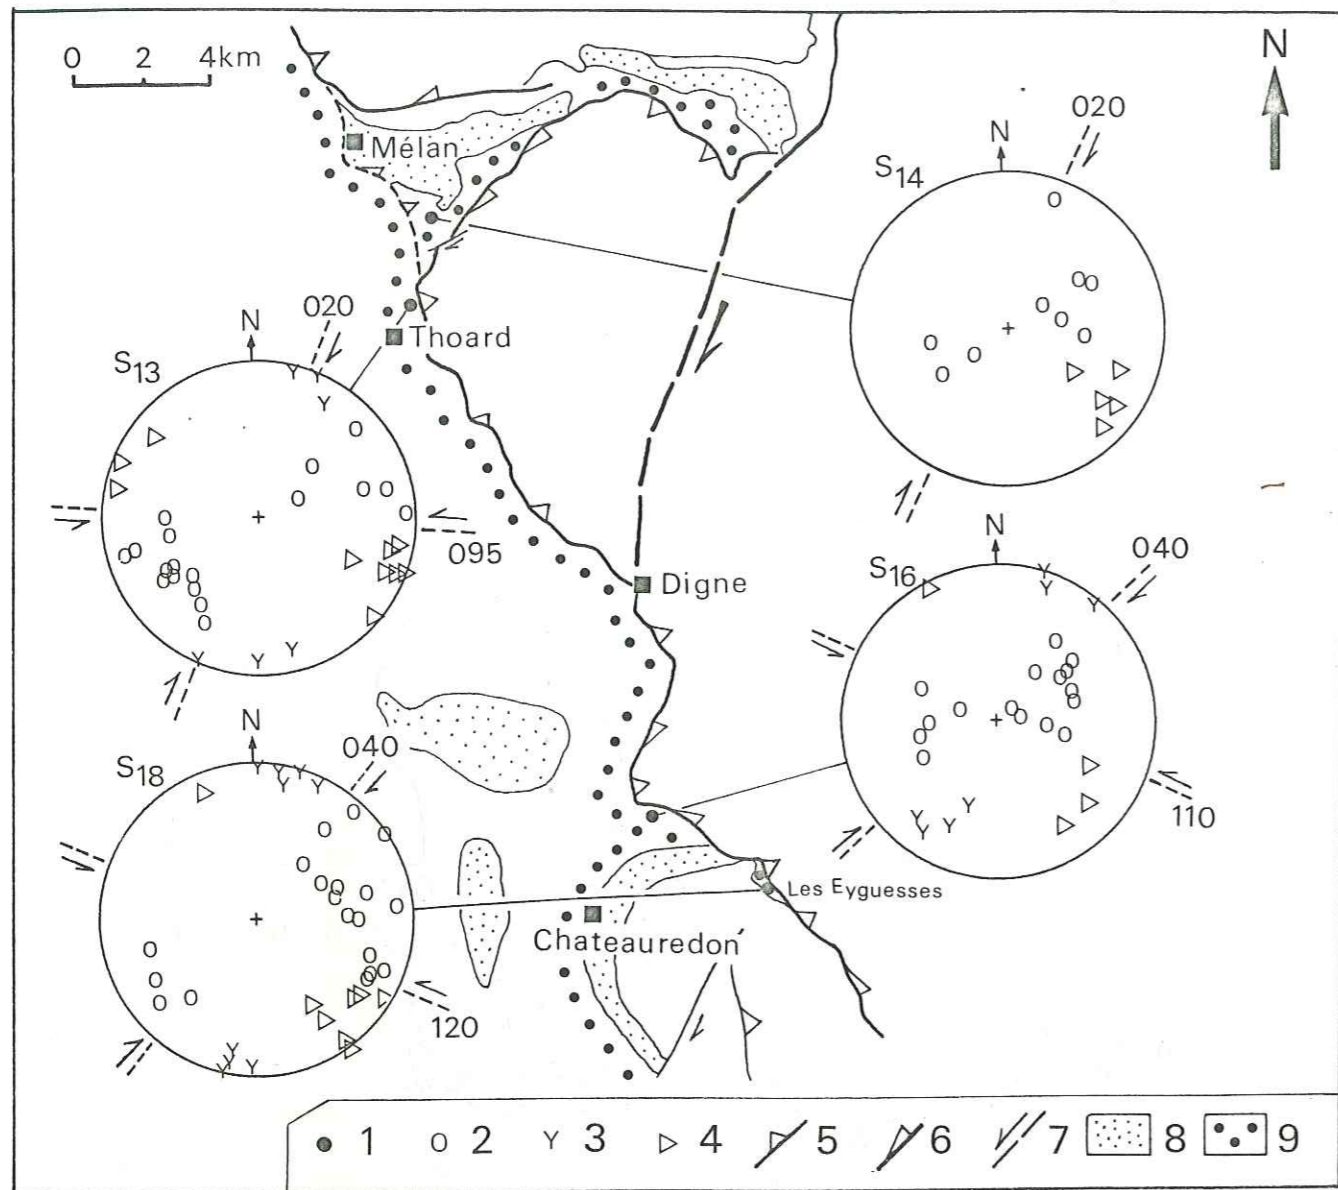 0 2 4km
N
Mélan
020
N
S14
020
N
S13
Thoard
095
N
040
S16
Digne
110
N
040
S18
Les Eyguesses
Chateauredon
120
1 2 3 4 5 6 7 8 9